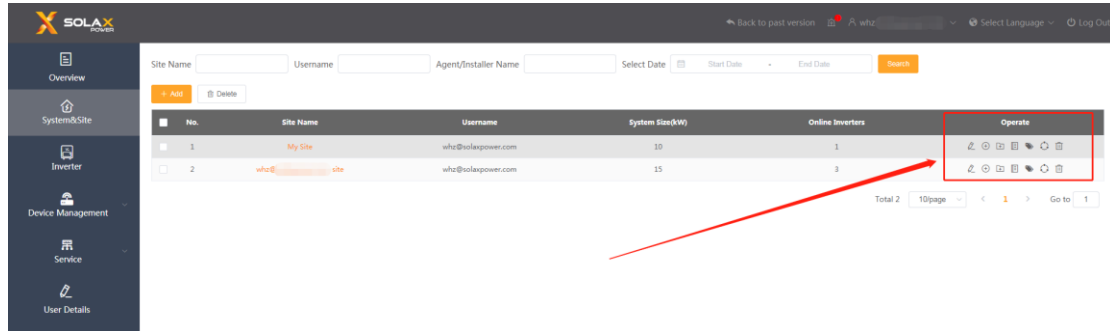 SOLAX
POWER
Back to past version whz Select Language Log Out
Overview
System&Site
Inverter
Device Management
Service
User Details
Site Name Username Agent/Installer Name Select Date Start Date - End Date Search
+ Add Delete
No. Site Name Username System Size(kW) Online Inverters Operate
1 My Site whz@solaxpower.com 10 1
2 whz@ site whz@solaxpower.com 15 3
Total 2 10/page < 1 > Go to 1